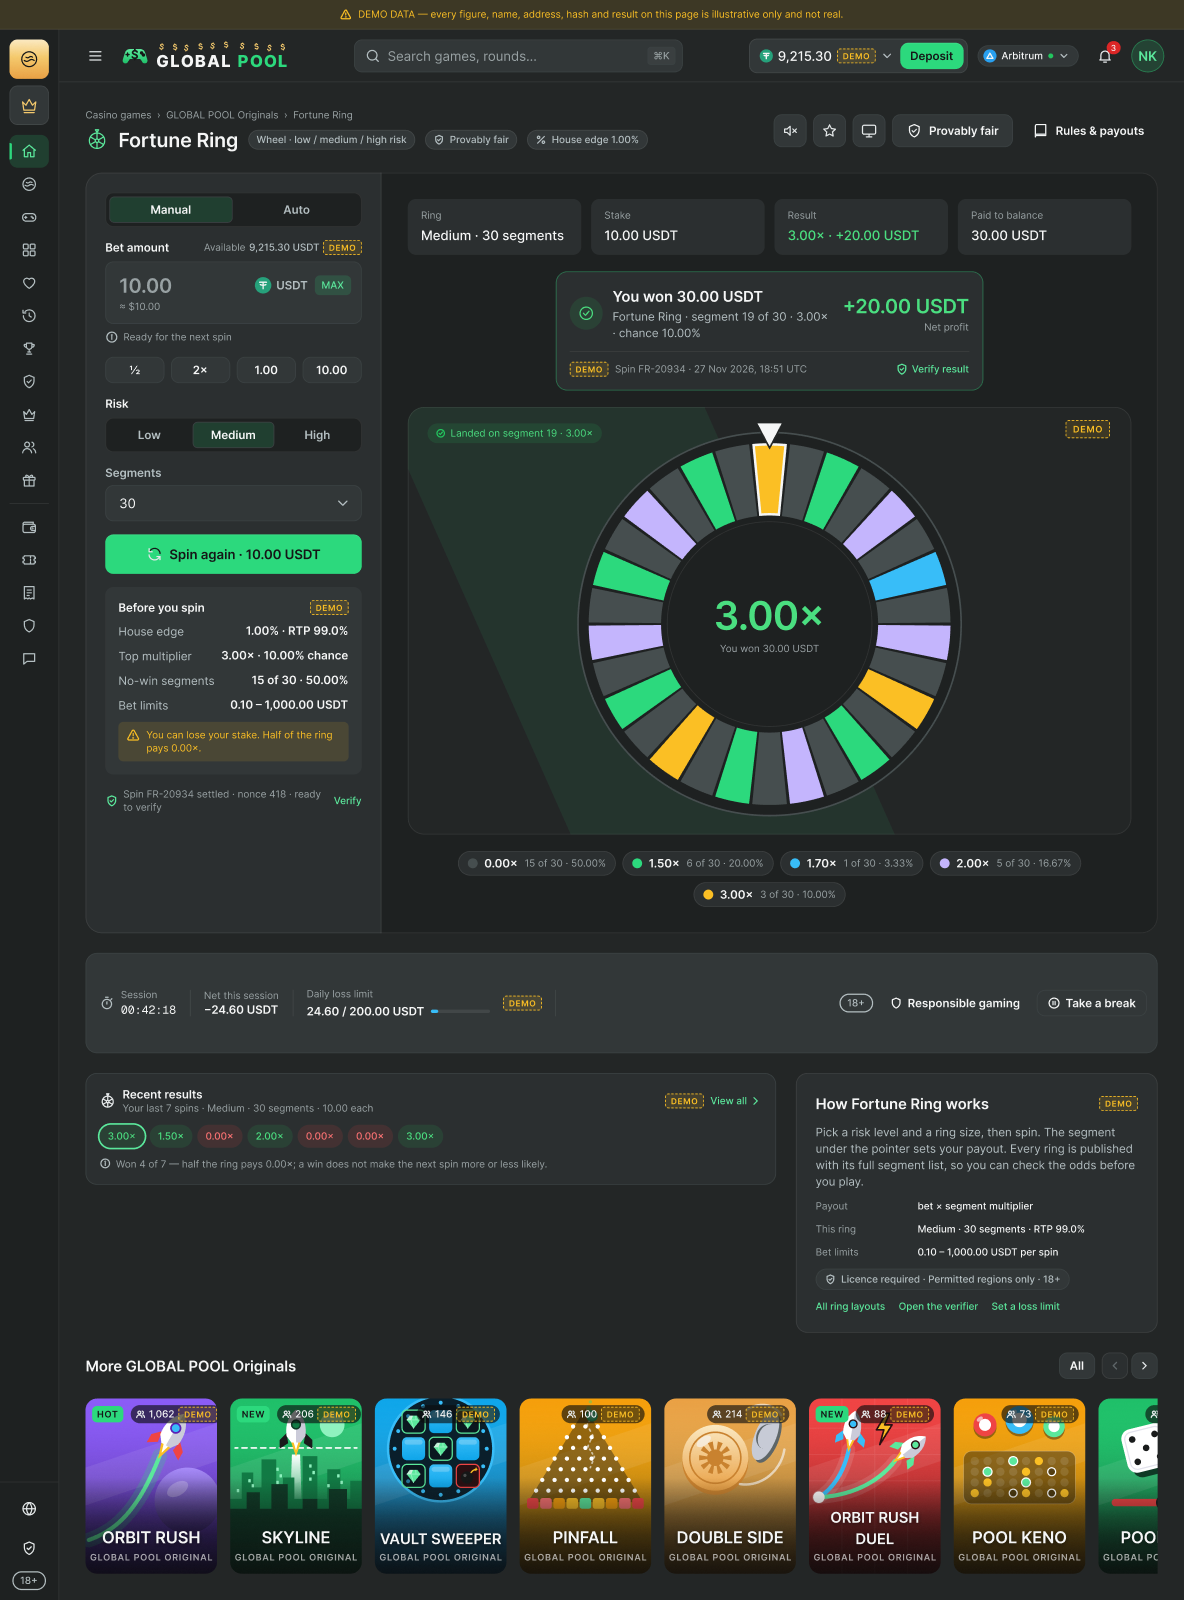 DEMO DATA — every figure, name, address, hash and result on this page is illustrative only and not real.
$ $ $ $ $ $ $ $
GLOBAL POOL
Search games, rounds...
⌘K
9,215.30 DEMO
Deposit
Arbitrum
3
NK
Casino games › GLOBAL POOL Originals › Fortune Ring
Fortune Ring
Wheel · low / medium / high risk
Provably fair
House edge 1.00%
Provably fair
Rules & payouts
Manual
Auto
Bet amount
Available 9,215.30 USDT DEMO
10.00
USDT
MAX
≈ $10.00
Ready for the next spin
½
2×
1.00
10.00
Risk
Low
Medium
High
Segments
30
Spin again · 10.00 USDT
Before you spin
DEMO
House edge
1.00% · RTP 99.0%
Top multiplier
3.00× · 10.00% chance
No-win segments
15 of 30 · 50.00%
Bet limits
0.10 – 1,000.00 USDT
You can lose your stake. Half of the ring
pays 0.00×.
Spin FR-20934 settled · nonce 418 · ready
to verify
Verify
Ring
Medium · 30 segments
Stake
10.00 USDT
Result
3.00× · +20.00 USDT
Paid to balance
30.00 USDT
You won 30.00 USDT
Fortune Ring · segment 19 of 30 · 3.00×
· chance 10.00%
+20.00 USDT
Net profit
DEMO
Spin FR-20934 · 27 Nov 2026, 18:51 UTC
Verify result
Landed on segment 19 · 3.00×
DEMO
3.00×
You won 30.00 USDT
0.00× 15 of 30 · 50.00%
1.50× 6 of 30 · 20.00%
1.70× 1 of 30 · 3.33%
2.00× 5 of 30 · 16.67%
3.00× 3 of 30 · 10.00%
Session
00:42:18
Net this session
−24.60 USDT
Daily loss limit
24.60 / 200.00 USDT
DEMO
18+
Responsible gaming
Take a break
Recent results
Your last 7 spins · Medium · 30 segments · 10.00 each
DEMO
View all
3.00×
1.50×
0.00×
2.00×
0.00×
0.00×
3.00×
Won 4 of 7 — half the ring pays 0.00×; a win does not make the next spin more or less likely.
How Fortune Ring works
DEMO
Pick a risk level and a ring size, then spin. The segment
under the pointer sets your payout. Every ring is published
with its full segment list, so you can check the odds before
you play.
Payout
bet × segment multiplier
This ring
Medium · 30 segments · RTP 99.0%
Bet limits
0.10 – 1,000.00 USDT per spin
Licence required · Permitted regions only · 18+
All ring layouts
Open the verifier
Set a loss limit
More GLOBAL POOL Originals
All
HOT
1,062 DEMO
ORBIT RUSH
GLOBAL POOL ORIGINAL
NEW
206 DEMO
SKYLINE
GLOBAL POOL ORIGINAL
146 DEMO
VAULT SWEEPER
GLOBAL POOL ORIGINAL
100 DEMO
PINFALL
GLOBAL POOL ORIGINAL
214 DEMO
DOUBLE SIDE
GLOBAL POOL ORIGINAL
NEW
88 DEMO
ORBIT RUSH
DUEL
GLOBAL POOL ORIGINAL
73 DEMO
POOL KENO
GLOBAL POOL ORIGINAL
POO
GLOBAL PO
18+